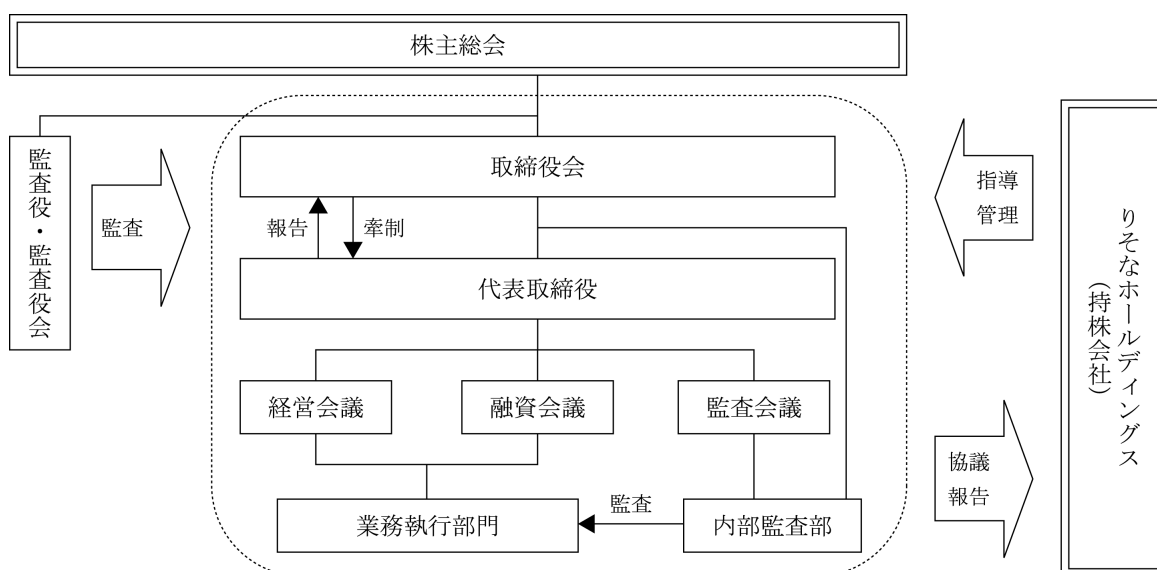 株主総会
監査役・監査役会
監査
取締役会
報告
牽制
代表取締役
経営会議
融資会議
監査会議
業務執行部門
監査
内部監査部
指導
管理
協議
報告
りそなホールディングス
(持株会社)